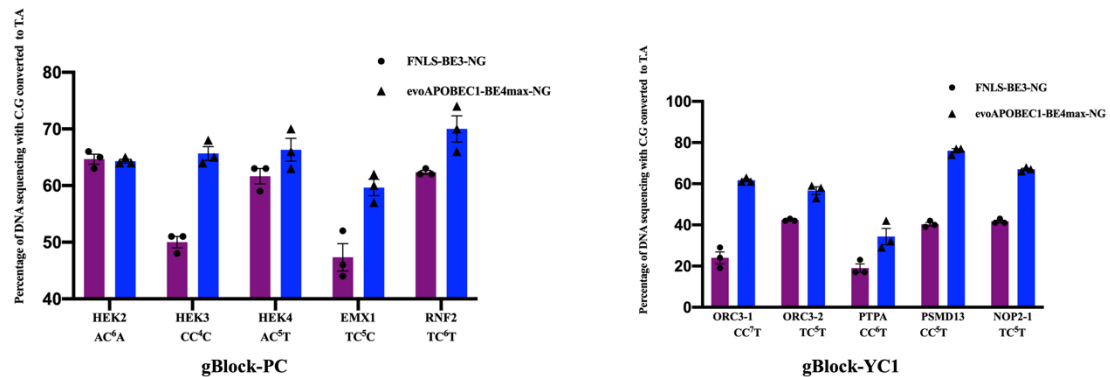 Percentage of DNA sequencing with C.G converted to T.A
80
70
60
50
40
FNLS-BE3-NG
evoAPOBEC1-BE4max-NG
HEK2 HEK3 HEK4 EMX1 RNF2
AC⁶A CC⁴C AC⁵T TC⁵C TC⁶T
gBlock-PC
Percentage of DNA sequencing with C.G converted to T.A
100
80
60
40
20
0
FNLS-BE3-NG
evoAPOBEC1-BE4max-NG
ORC3-1 ORC3-2 PTPA PSMD13 NOP2-1
CC⁷T TC⁵T CC⁶T CC⁵T TC⁵T
gBlock-YC1